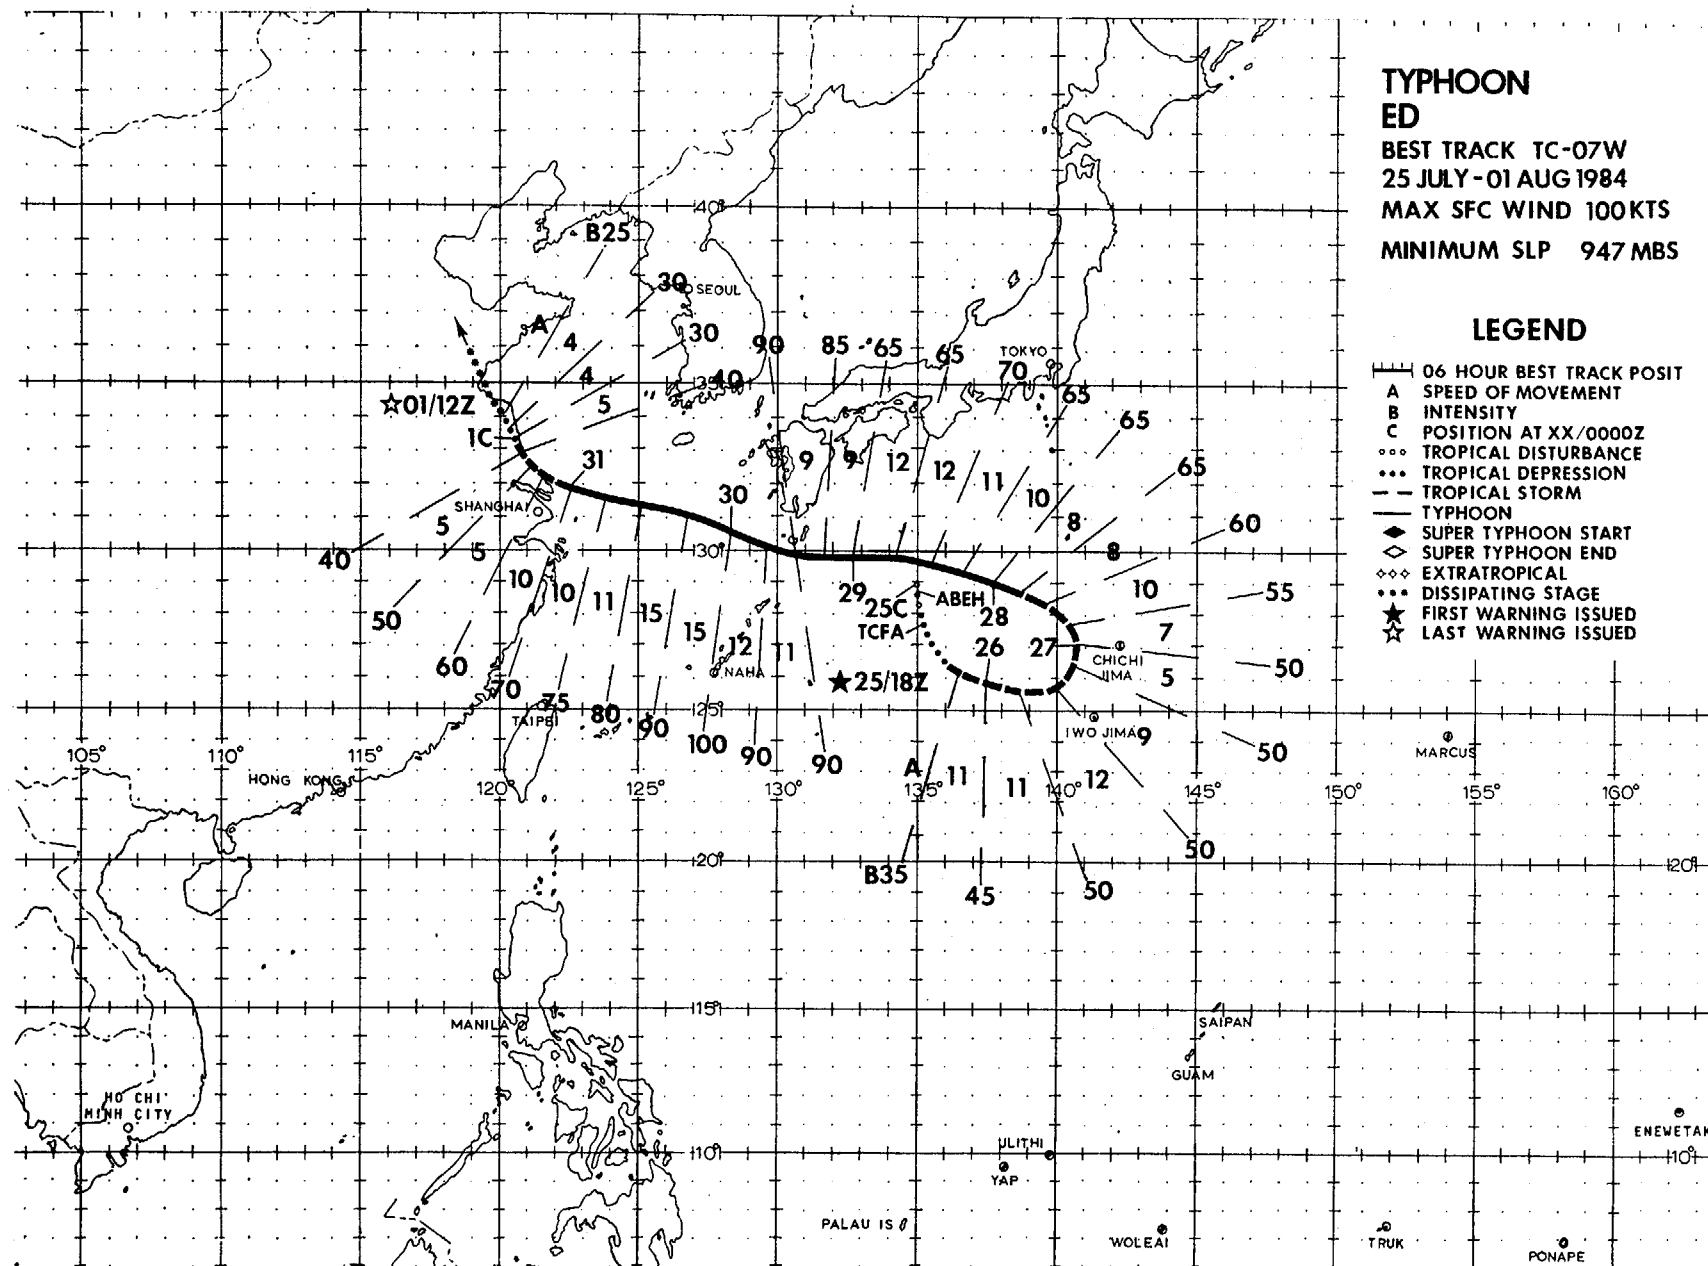 TYPHOON
ED
BEST TRACK TC-07W
25 JULY-01 AUG 1984
MAX SFC WIND 100KTS
MINIMUM SLP 947 MBS
LEGEND
06 HOUR BEST TRACK POSIT
A SPEED OF MOVEMENT
B INTENSITY
C POSITION AT XX/0000Z
TROPICAL DISTURBANCE
TROPICAL DEPRESSION
TROPICAL STORM
TYPHOON
SUPER TYPHOON START
SUPER TYPHOON END
EXTRATROPICAL
DISSIPATING STAGE
FIRST WARNING ISSUED
LAST WARNING ISSUED
40°
B25
30 SEOUL
A
4
30
90
85
65
65
TOKYO
70
4
35°
40
65
01/12Z
5
65
1C
31
9
9
12
12
11
65
30
10
SHANGHAI
5
8
60
40
5
30°
8
10
10
11
29
10
55
50
15
25C
ABEH
28
TCFA
7
15
12
11
26
27
CHICHI
JIMA
50
60
NAHA
5
70
75
25/18Z
TAIPEI
80
90
25°
IWO JIMA
9
100
90
90
50
MARCUS
105°
110°
115°
HONG KONG
120°
125°
130°
A
135°
11
11
140°
12
145°
150°
155°
160°
20°
B35
45
50
50
20°
15°
MANILA
SAIPAN
GUAM
HO CHI
MINH CITY
10°
ULITHI
YAP
ENEWETAK
10°
PALAU IS
WOLEAI
TRUK
PONAPE